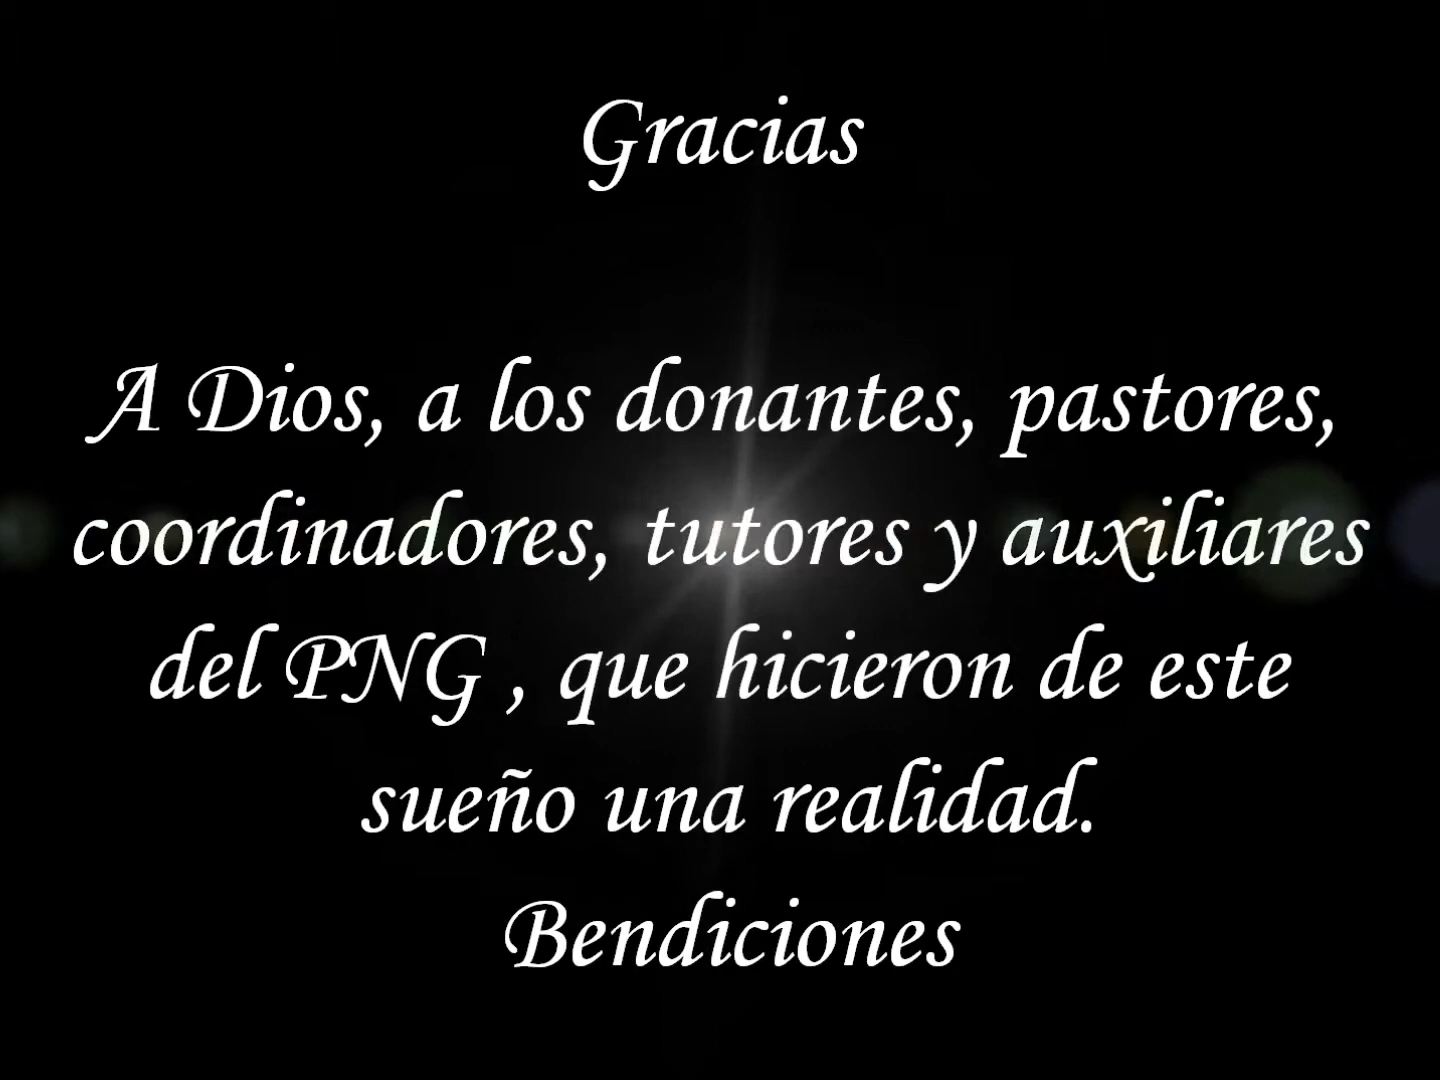 Gracias
A Dios, a los donantes, pastores,
coordinadores, tutores y auxiliares
del PNG , que hicieron de este
sueño una realidad.
Bendiciones